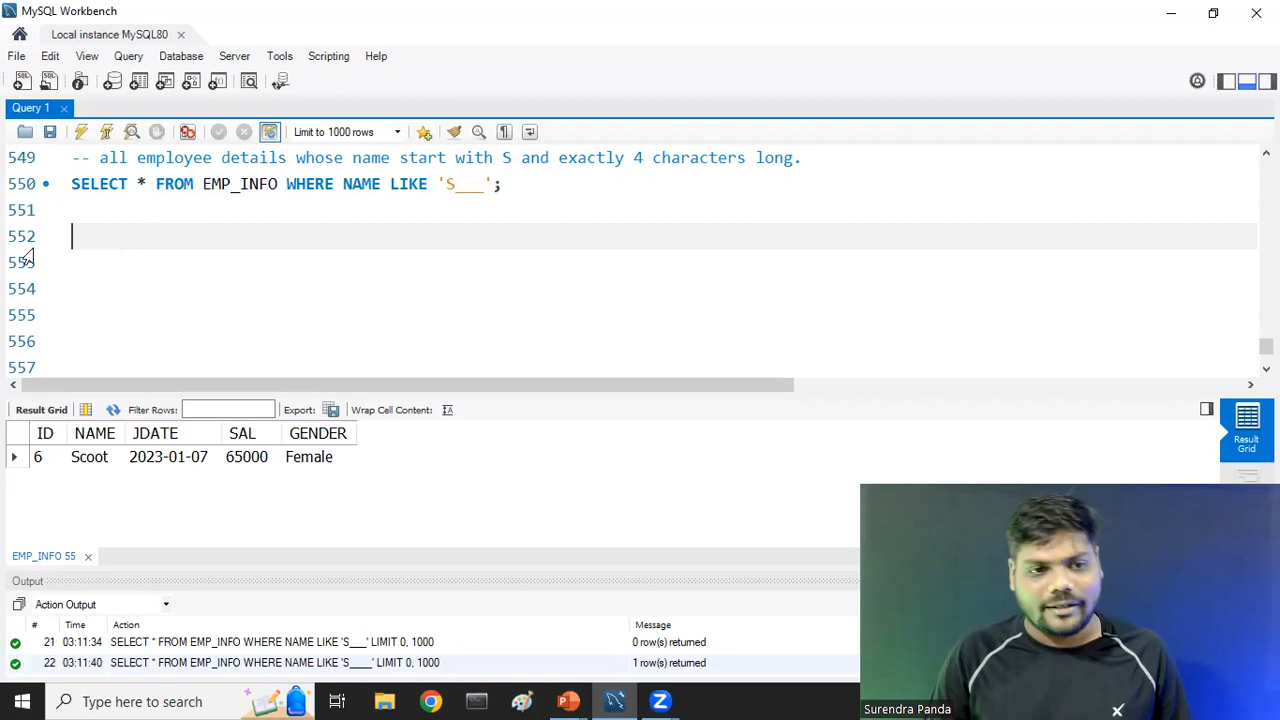 MySQL Workbench
Local instance MySQL80
File Edit View Query Database Server Tools Scripting Help
Query 1
Limit to 1000 rows
549 -- all employee details whose name start with S and exactly 4 characters long.
550 SELECT * FROM EMP_INFO WHERE NAME LIKE 'S___';
551
552
553
554
555
556
557
Result Grid Filter Rows: Export: Wrap Cell Content:
Result Grid
ID NAME JDATE SAL GENDER
6 Scoot 2023-01-07 65000 Female
EMP_INFO 55
Output
Action Output
# Time Action Message
21 03:11:34 SELECT * FROM EMP_INFO WHERE NAME LIKE 'S___' LIMIT 0, 1000 0 row(s) returned
22 03:11:40 SELECT * FROM EMP_INFO WHERE NAME LIKE 'S____' LIMIT 0, 1000 1 row(s) returned
Type here to search
Surendra Panda